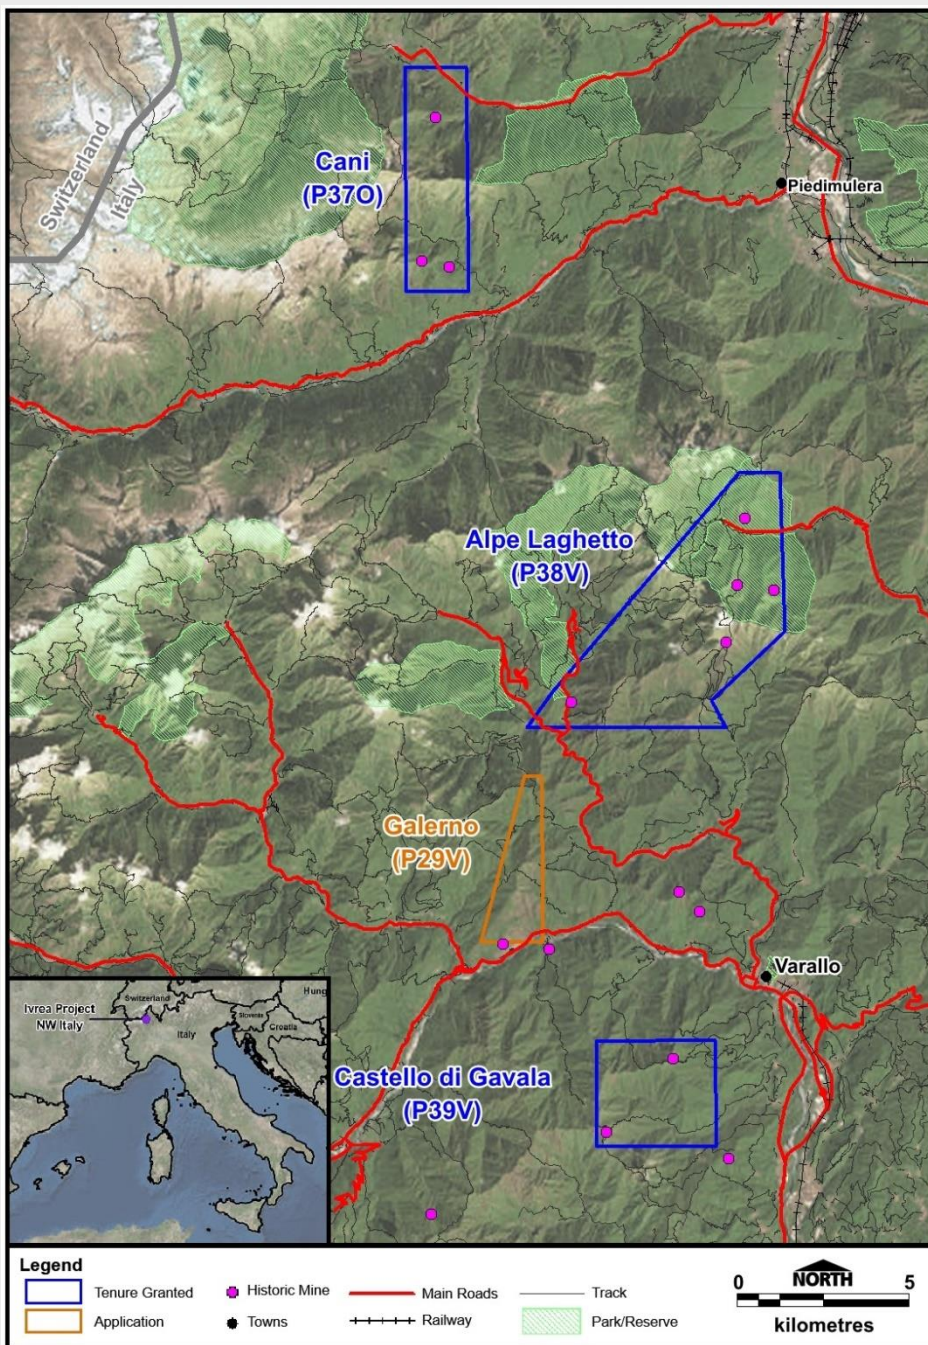 Switzerland
Italy
Cani
(P37O)
Piedimulera
Alpe Laghetto
(P38V)
Galerno
(P29V)
Varallo
Castello di Gavala
(P39V)
Ivrea Project
NW Italy
Switzerland
Italy
Slovenia
Croatia
Hung
Legend
Tenure Granted
Application
Historic Mine
Towns
Main Roads
Railway
Track
Park/Reserve
0 NORTH 5
kilometres